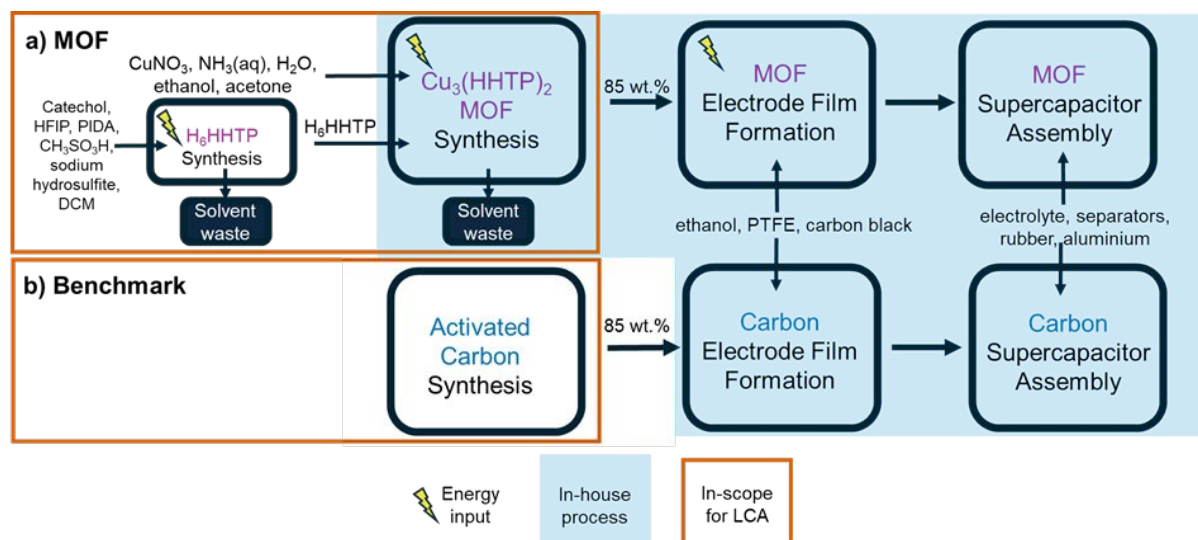 a) MOF
CuNO₃, NH₃(aq), H₂O,
ethanol, acetone
Catechol,
HFIP, PIDA,
CH₃SO₃H,
sodium
hydrosulfite,
DCM
H₆HHTP
Synthesis
H₆HHTP
Solvent
waste
Cu₃(HHTP)₂
MOF
Synthesis
Solvent
waste
85 wt.%
MOF
Electrode Film
Formation
MOF
Supercapacitor
Assembly
ethanol, PTFE, carbon black
electrolyte, separators,
rubber, aluminium
b) Benchmark
Activated
Carbon
Synthesis
85 wt.%
Carbon
Electrode Film
Formation
Carbon
Supercapacitor
Assembly
Energy
input
In-house
process
In-scope
for LCA